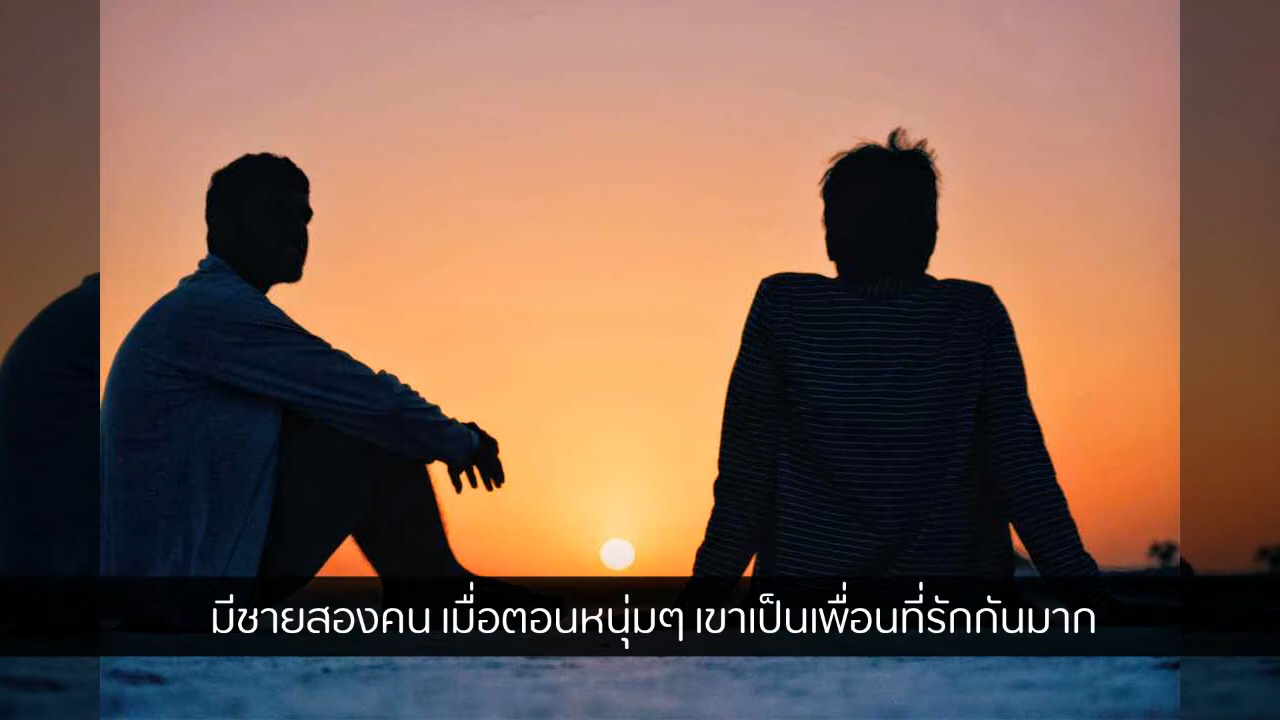 มีชายสองคน เมื่อตอนหนุ่มๆ เขาเป็นเพื่อนที่รักกันมาก